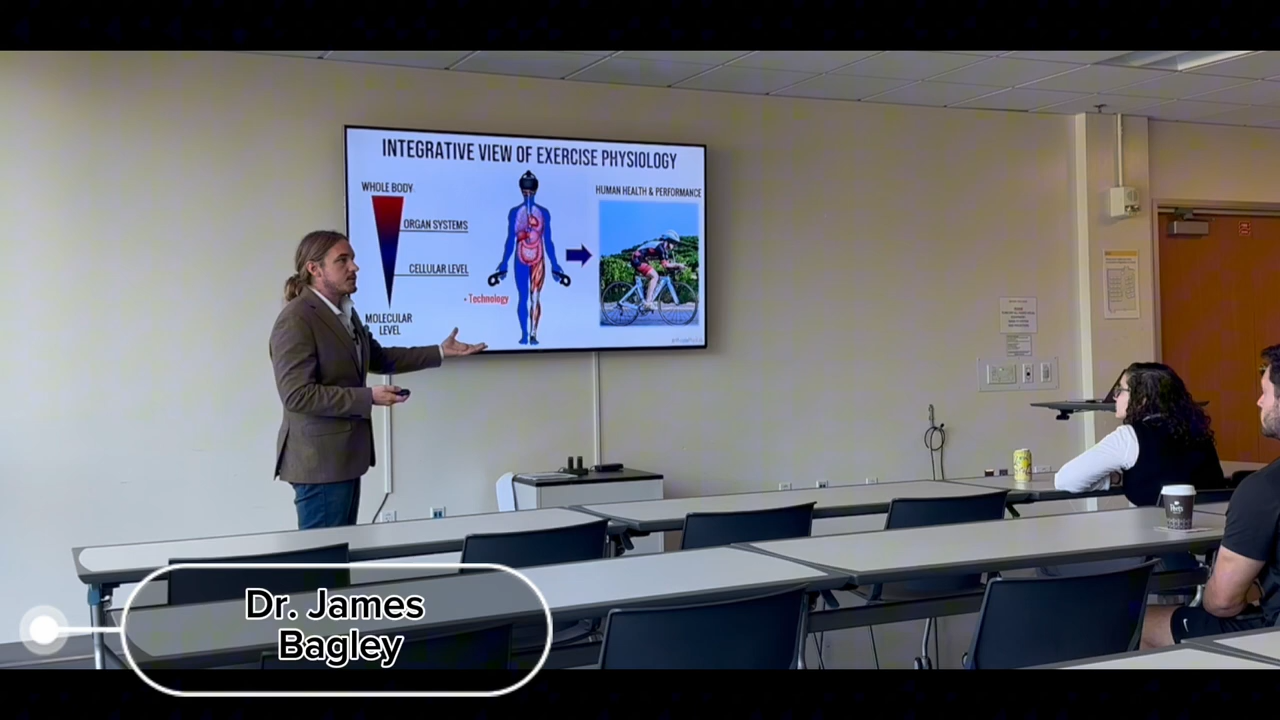 INTEGRATIVE VIEW OF EXERCISE PHYSIOLOGY
WHOLE BODY
ORGAN SYSTEMS
CELLULAR LEVEL
• Technology
MOLECULAR
LEVEL
HUMAN HEALTH & PERFORMANCE
Dr. James
Bagley